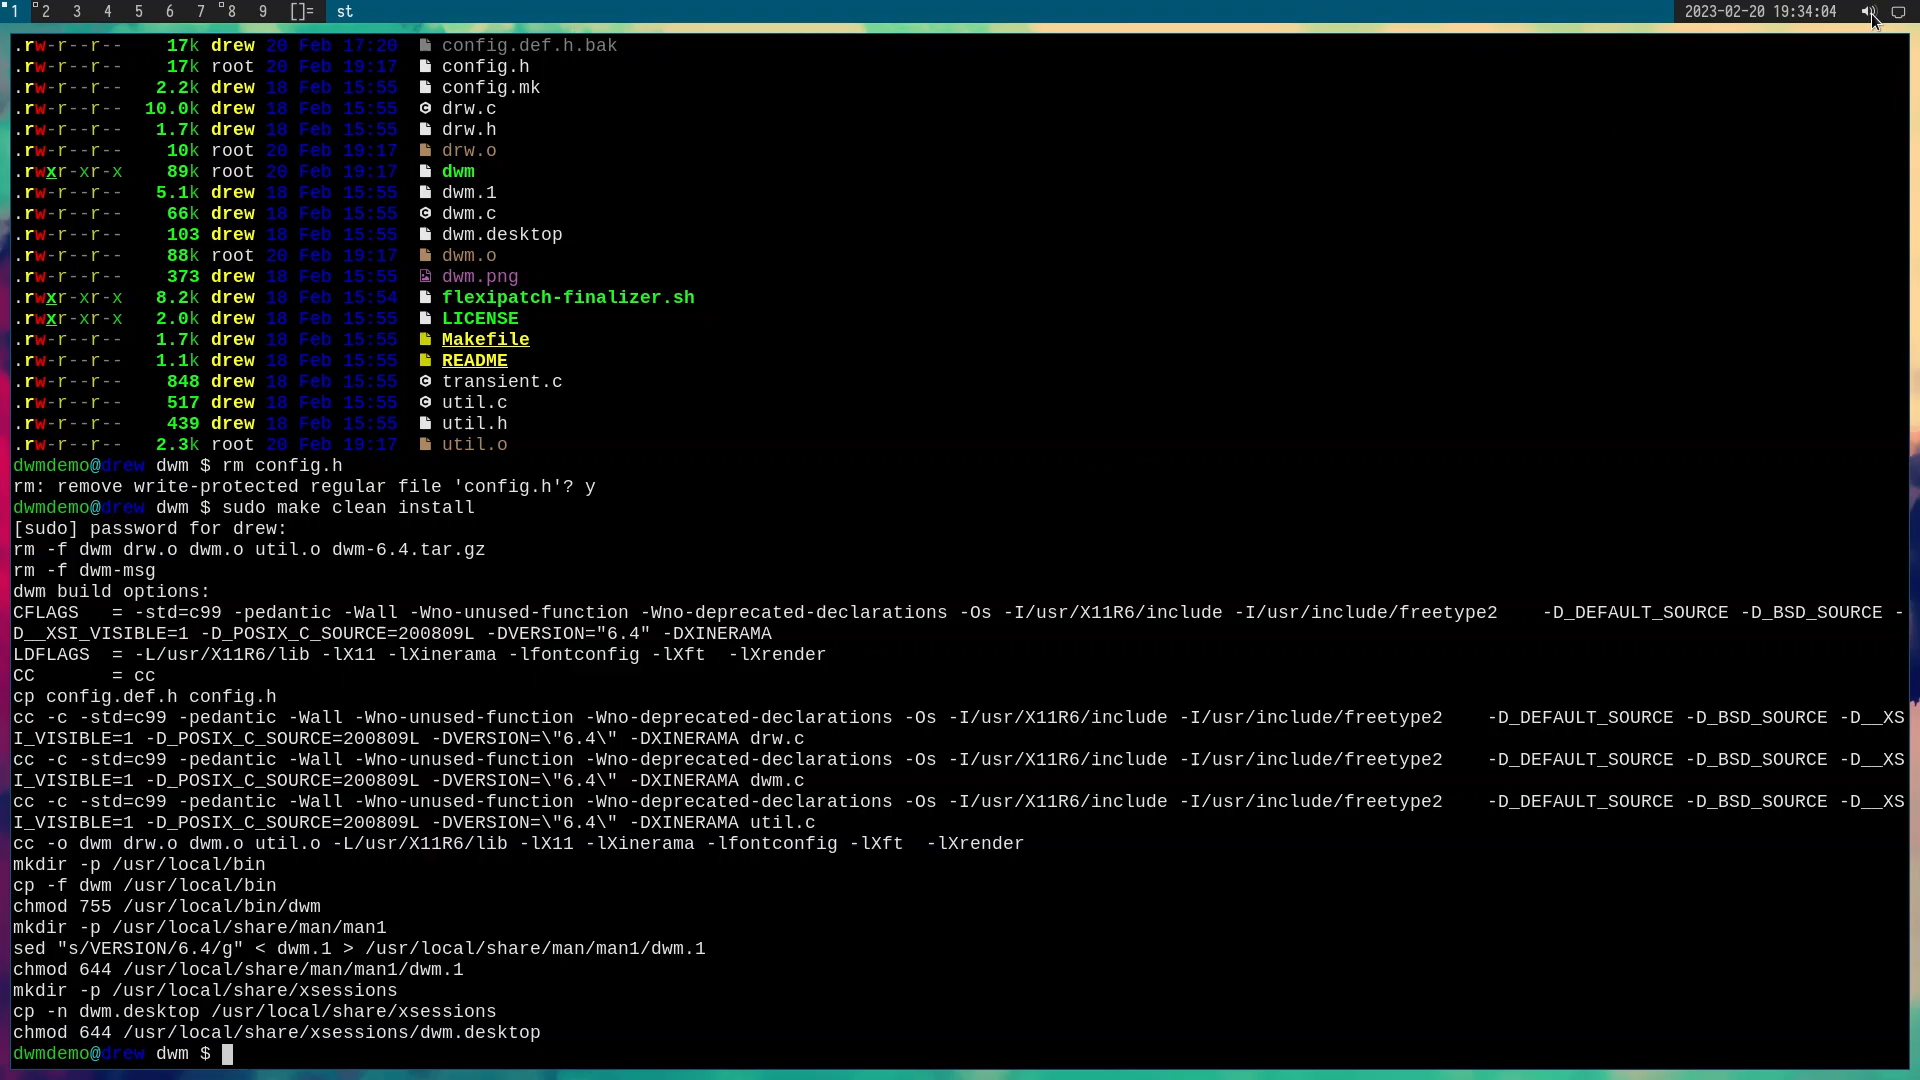 1 2 3 4 5 6 7 8 9 []= st 2023-02-20 19:34:04
.rw-r--r-- 17k drew 20 Feb 17:20 config.def.h.bak
.rw-r--r-- 17k root 20 Feb 19:17 config.h
.rw-r--r-- 2.2k drew 18 Feb 15:55 config.mk
.rw-r--r-- 10.0k drew 18 Feb 15:55 drw.c
.rw-r--r-- 1.7k drew 18 Feb 15:55 drw.h
.rw-r--r-- 10k root 20 Feb 19:17 drw.o
.rwxr-xr-x 89k root 20 Feb 19:17 dwm
.rw-r--r-- 5.1k drew 18 Feb 15:55 dwm.1
.rw-r--r-- 66k drew 18 Feb 15:55 dwm.c
.rw-r--r-- 103 drew 18 Feb 15:55 dwm.desktop
.rw-r--r-- 88k root 20 Feb 19:17 dwm.o
.rw-r--r-- 373 drew 18 Feb 15:55 dwm.png
.rwxr-xr-x 8.2k drew 18 Feb 15:54 flexipatch-finalizer.sh
.rwxr-xr-x 2.0k drew 18 Feb 15:55 LICENSE
.rw-r--r-- 1.7k drew 18 Feb 15:55 Makefile
.rw-r--r-- 1.1k drew 18 Feb 15:55 README
.rw-r--r-- 848 drew 18 Feb 15:55 transient.c
.rw-r--r-- 517 drew 18 Feb 15:55 util.c
.rw-r--r-- 439 drew 18 Feb 15:55 util.h
.rw-r--r-- 2.3k root 20 Feb 19:17 util.o
dwmdemo@drew dwm $ rm config.h
rm: remove write-protected regular file 'config.h'? y
dwmdemo@drew dwm $ sudo make clean install
[sudo] password for drew:
rm -f dwm drw.o dwm.o util.o dwm-6.4.tar.gz
rm -f dwm-msg
dwm build options:
CFLAGS = -std=c99 -pedantic -Wall -Wno-unused-function -Wno-deprecated-declarations -Os -I/usr/X11R6/include -I/usr/include/freetype2 -D_DEFAULT_SOURCE -D_BSD_SOURCE -
D__XSI_VISIBLE=1 -D_POSIX_C_SOURCE=200809L -DVERSION="6.4" -DXINERAMA
LDFLAGS = -L/usr/X11R6/lib -lX11 -lXinerama -lfontconfig -lXft -lXrender
CC = cc
cp config.def.h config.h
cc -c -std=c99 -pedantic -Wall -Wno-unused-function -Wno-deprecated-declarations -Os -I/usr/X11R6/include -I/usr/include/freetype2 -D_DEFAULT_SOURCE -D_BSD_SOURCE -D__XS
I_VISIBLE=1 -D_POSIX_C_SOURCE=200809L -DVERSION=\"6.4\" -DXINERAMA drw.c
cc -c -std=c99 -pedantic -Wall -Wno-unused-function -Wno-deprecated-declarations -Os -I/usr/X11R6/include -I/usr/include/freetype2 -D_DEFAULT_SOURCE -D_BSD_SOURCE -D__XS
I_VISIBLE=1 -D_POSIX_C_SOURCE=200809L -DVERSION=\"6.4\" -DXINERAMA dwm.c
cc -c -std=c99 -pedantic -Wall -Wno-unused-function -Wno-deprecated-declarations -Os -I/usr/X11R6/include -I/usr/include/freetype2 -D_DEFAULT_SOURCE -D_BSD_SOURCE -D__XS
I_VISIBLE=1 -D_POSIX_C_SOURCE=200809L -DVERSION=\"6.4\" -DXINERAMA util.c
cc -o dwm drw.o dwm.o util.o -L/usr/X11R6/lib -lX11 -lXinerama -lfontconfig -lXft -lXrender
mkdir -p /usr/local/bin
cp -f dwm /usr/local/bin
chmod 755 /usr/local/bin/dwm
mkdir -p /usr/local/share/man/man1
sed "s/VERSION/6.4/g" < dwm.1 > /usr/local/share/man/man1/dwm.1
chmod 644 /usr/local/share/man/man1/dwm.1
mkdir -p /usr/local/share/xsessions
cp -n dwm.desktop /usr/local/share/xsessions
chmod 644 /usr/local/share/xsessions/dwm.desktop
dwmdemo@drew dwm $